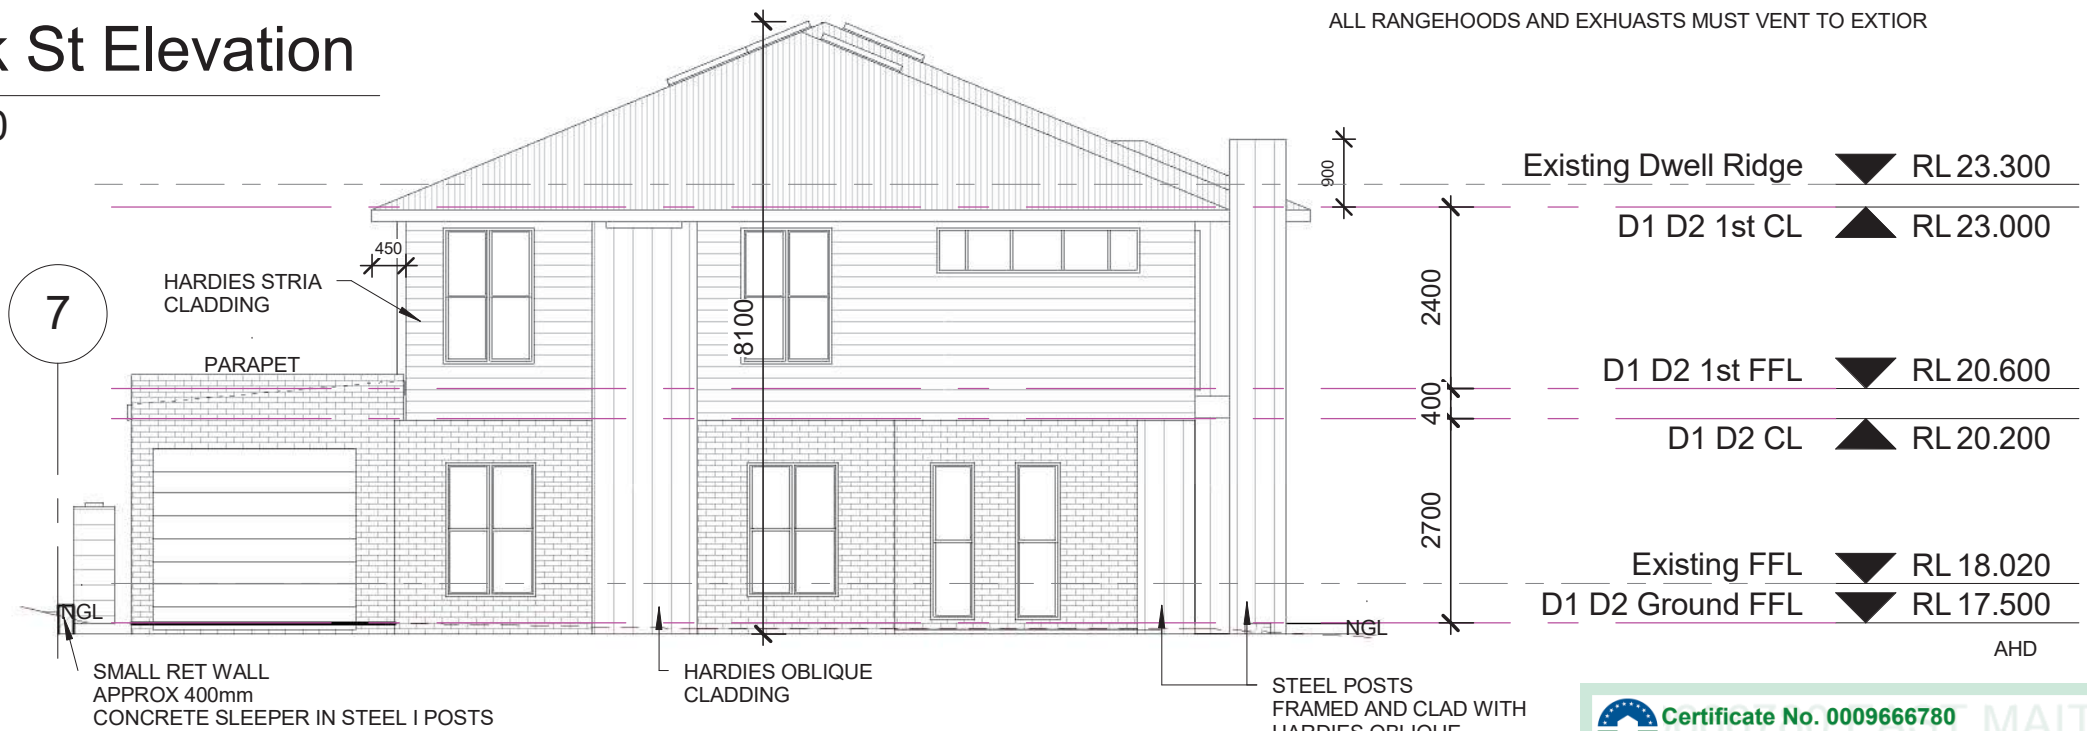 St Elevation
ALL RANGEHOODS AND EXHUASTS MUST VENT TO EXTIOR
900
Existing Dwell Ridge RL 23.300
D1 D2 1st CL RL 23.000
450
7
HARDIES STRIA
CLADDING
8100
2400
PARAPET
D1 D2 1st FFL RL 20.600
400
D1 D2 CL RL 20.200
2700
Existing FFL RL 18.020
D1 D2 Ground FFL RL 17.500
NGL
NGL
AHD
SMALL RET WALL
APPROX 400mm
CONCRETE SLEEPER IN STEEL I POSTS
HARDIES OBLIQUE
CLADDING
STEEL POSTS
FRAMED AND CLAD WITH
HARDIES OBLIQUE
Certificate No. 0009666780